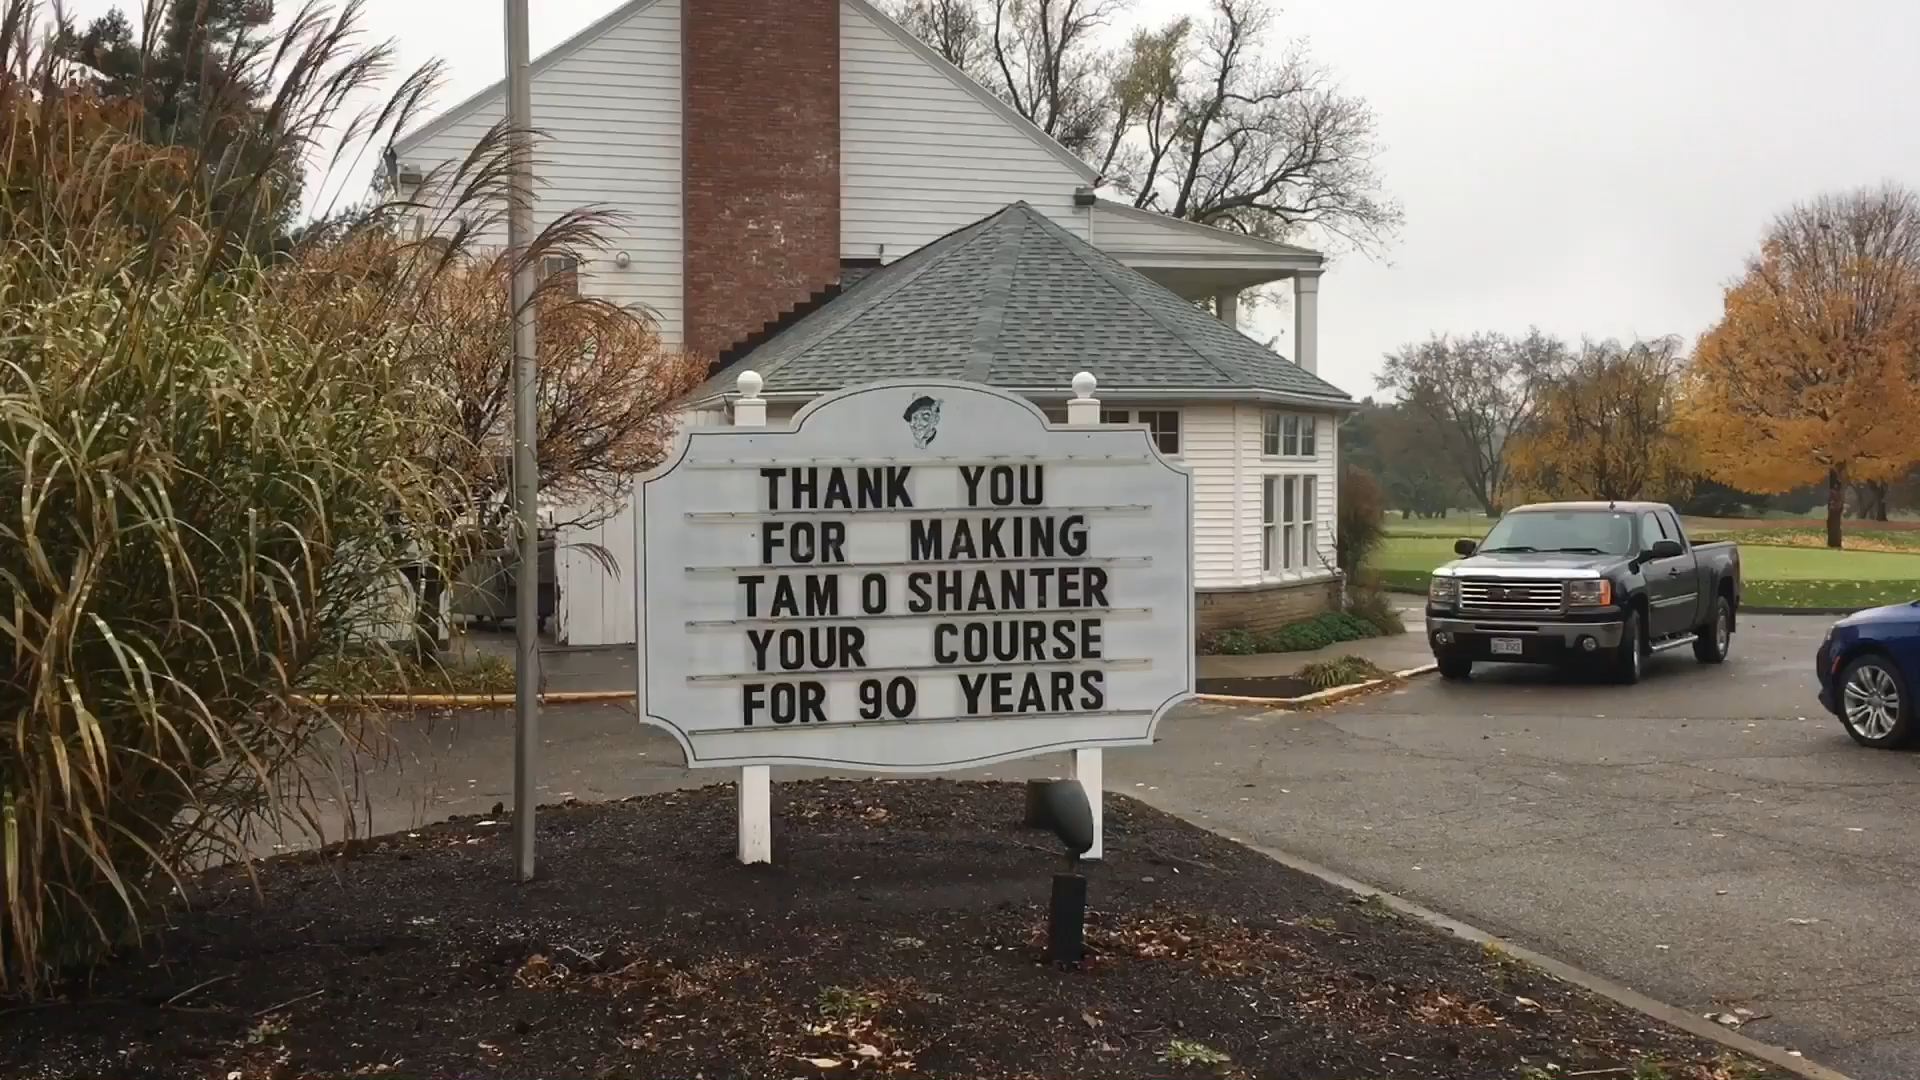 THANK YOU
FOR MAKING
TAM O SHANTER
YOUR COURSE
FOR 90 YEARS